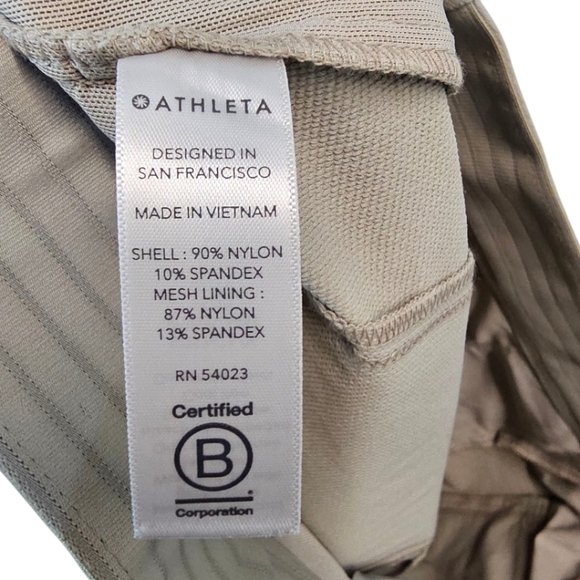 ATHLETA
DESIGNED IN
SAN FRANCISCO
MADE IN VIETNAM
SHELL : 90% NYLON
10% SPANDEX
MESH LINING :
87% NYLON
13% SPANDEX
RN 54023
Certified
B
Corporation